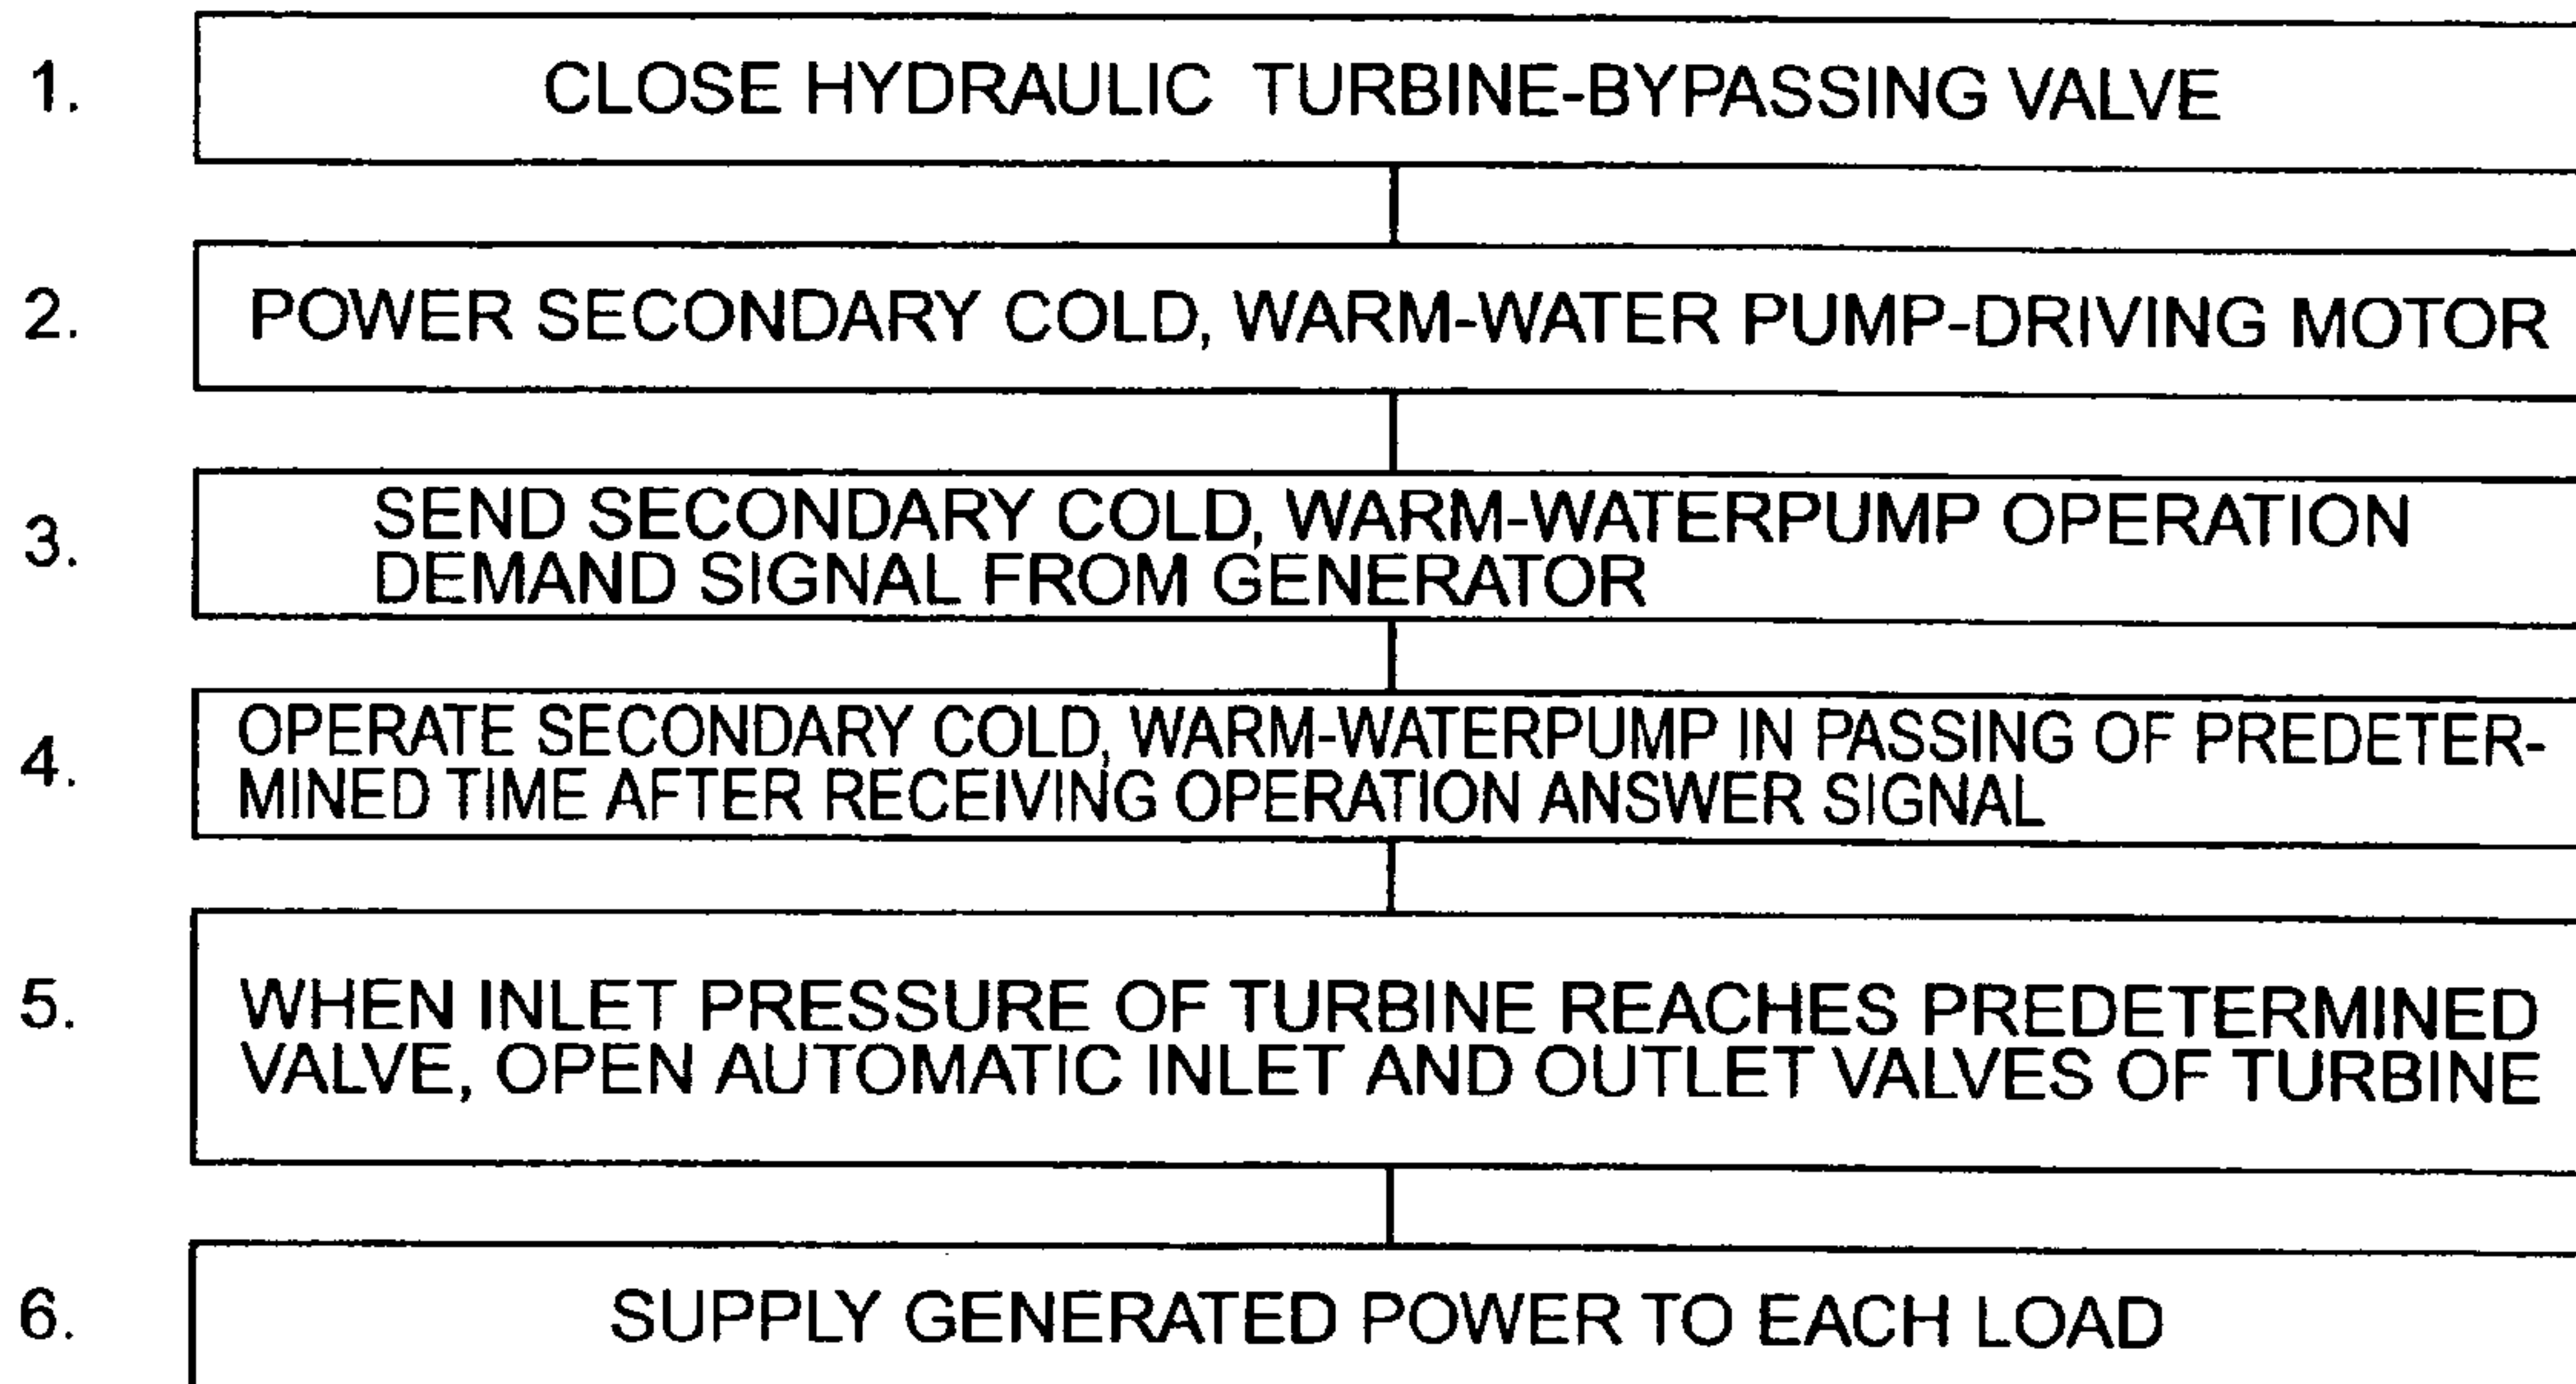 1. CLOSE HYDRAULIC TURBINE-BYPASSING VALVE
2. POWER SECONDARY COLD, WARM-WATER PUMP-DRIVING MOTOR
3. SEND SECONDARY COLD, WARM-WATERPUMP OPERATION
DEMAND SIGNAL FROM GENERATOR
4. OPERATE SECONDARY COLD, WARM-WATERPUMP IN PASSING OF PREDETER-
MINED TIME AFTER RECEIVING OPERATION ANSWER SIGNAL
5. WHEN INLET PRESSURE OF TURBINE REACHES PREDETERMINED
VALVE, OPEN AUTOMATIC INLET AND OUTLET VALVES OF TURBINE
6. SUPPLY GENERATED POWER TO EACH LOAD